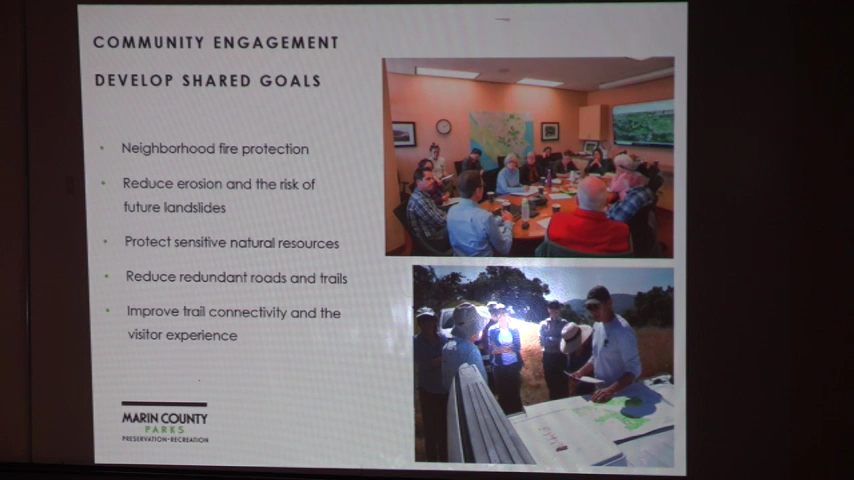 COMMUNITY ENGAGEMENT
DEVELOP SHARED GOALS
• Neighborhood fire protection
• Reduce erosion and the risk of
future landslides
• Protect sensitive natural resources
• Reduce redundant roads and trails
• Improve trail connectivity and the
visitor experience
MARIN COUNTY
PARKS
PRESERVATION•RECREATION